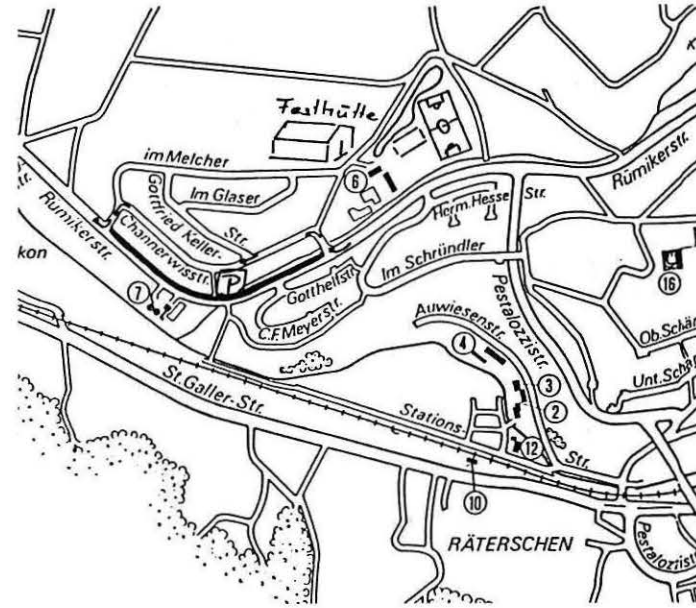 Festhütte
im Melcher
Im Glaser
Gottfried Keller-
Str.
Channerwisstr.
Rümikerstr.
kon
P
6
7
Herm. Hesse
Str.
Rümikerstr.
Im Schründler
Gotthelfstr.
C.F. Meyerstr.
Auwiesenstr.
Pestalozzistr.
16
Ob. Schär
Unt. Schä
4
3
2
12
St. Galler-Str.
Stations-
Str.
10
RÄTERSCHEN
Pestalozzistr.